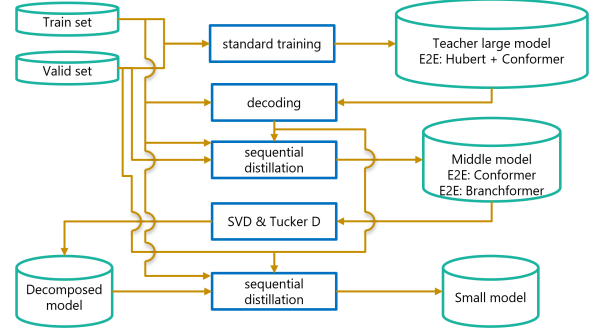 Train set
standard training
Teacher large model
E2E: Hubert + Conformer
Valid set
decoding
sequential
distillation
Middle model
E2E: Conformer
E2E: Branchformer
SVD & Tucker D
Decomposed
model
sequential
distillation
Small model